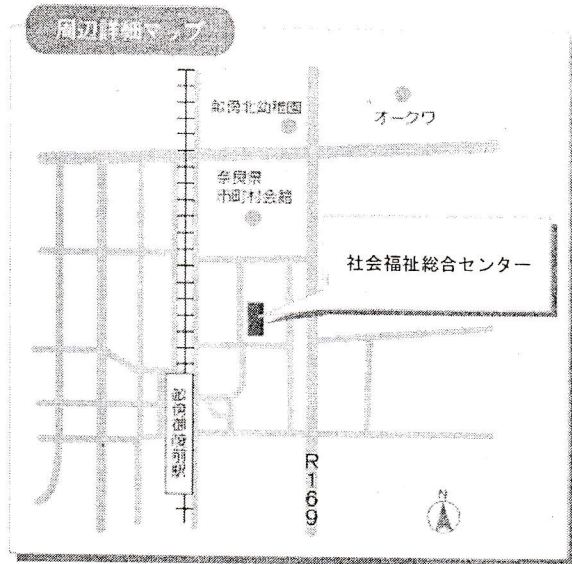 周辺詳細マップ
畝傍北幼稚園
オークワ
奈良県
市町村会館
社会福祉総合センター
畝傍御陵前駅
R169
N